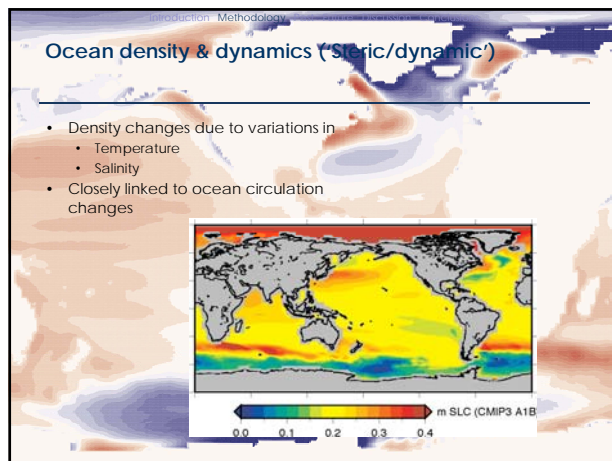 Introduction Methodology
Ocean density & dynamics ('Steric/dynamic')
• Density changes due to variations in
• Temperature
• Salinity
• Closely linked to ocean circulation
changes
m SLC (CMIP3 A1B
0.0 0.1 0.2 0.3 0.4